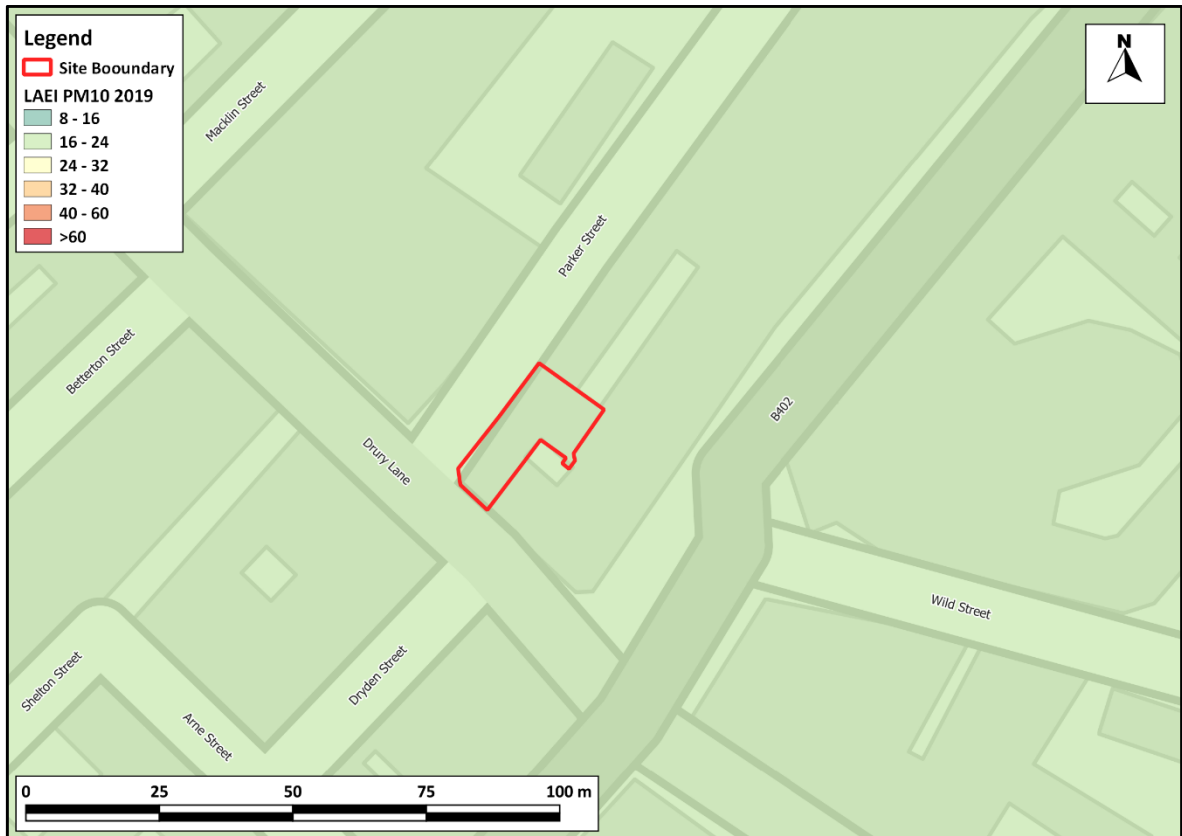 Legend
Site Booundary
LAEI PM10 2019
8 - 16
16 - 24
24 - 32
32 - 40
40 - 60
>60
N
Macklin Street
Parker Street
Betterton Street
Drury Lane
B402
Wild Street
Shelton Street
Dryden Street
Arne Street
0 25 50 75 100 m